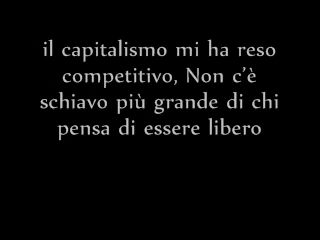 il capitalismo mi ha reso
competitivo, Non c'è
schiavo più grande di chi
pensa di essere libero